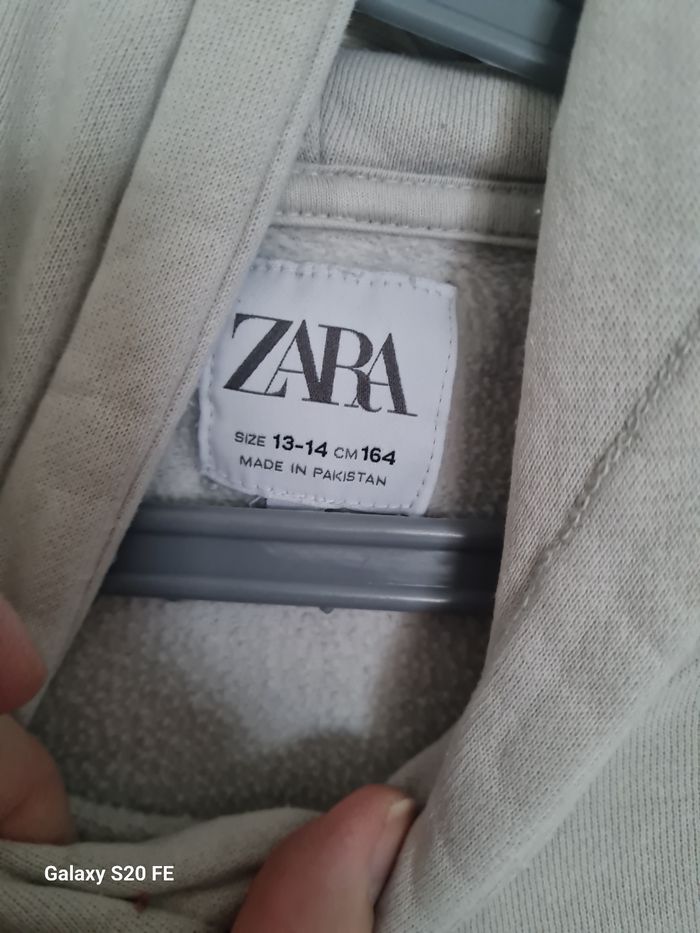 ZARA
SIZE 13-14 CM 164
MADE IN PAKISTAN
Galaxy S20 FE